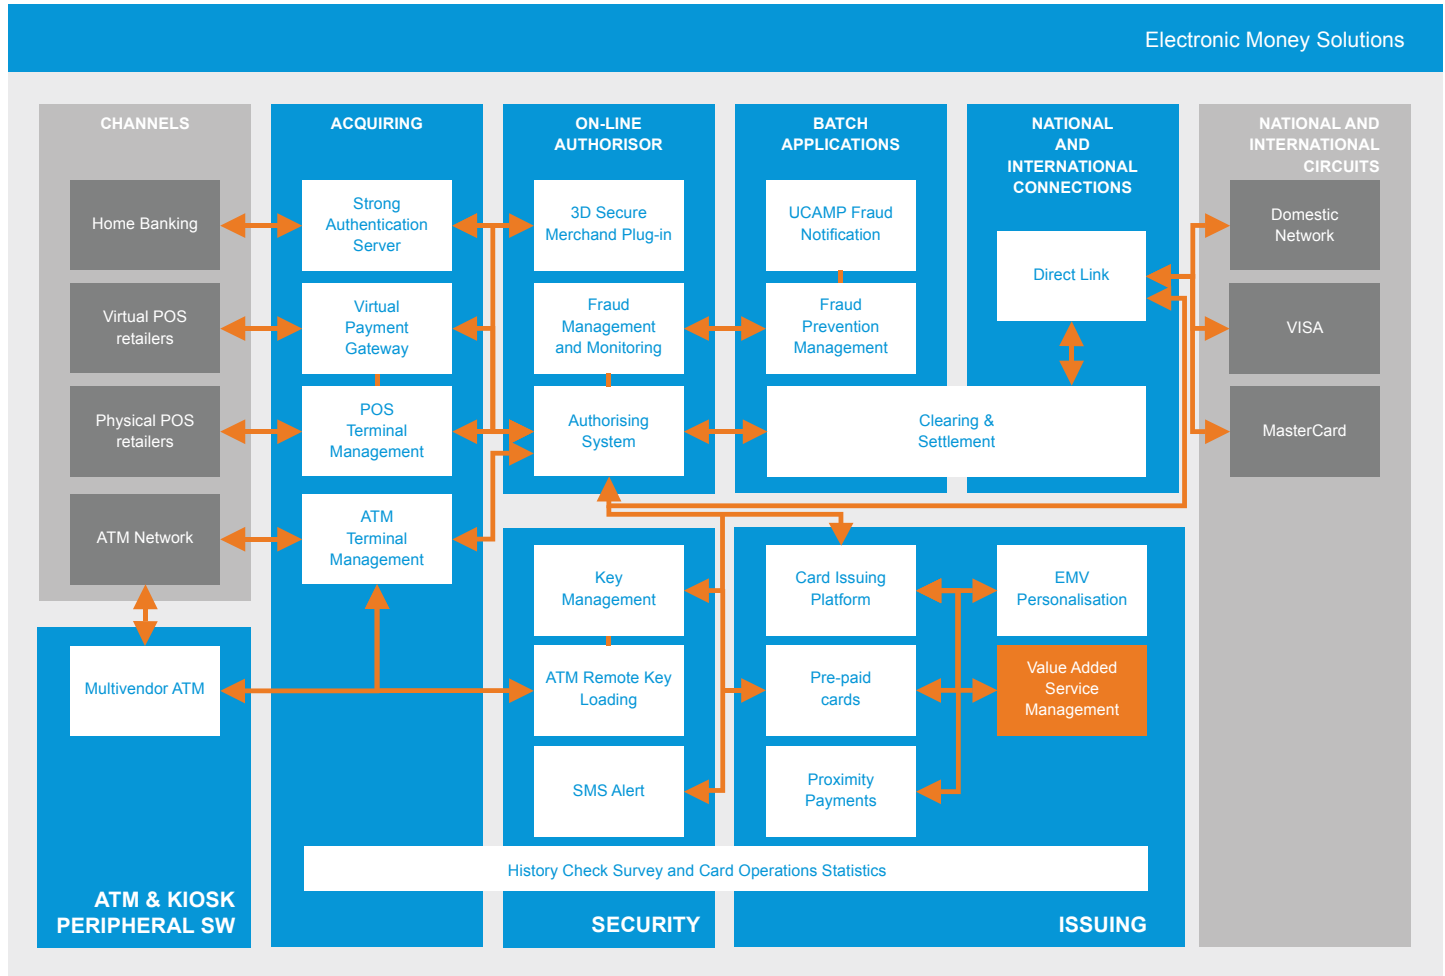 Electronic Money Solutions
CHANNELS
Home Banking
Virtual POS
retailers
Physical POS
retailers
ATM Network
ACQUIRING
Strong
Authentication
Server
Virtual
Payment
Gateway
POS
Terminal
Management
ATM
Terminal
Management
ON-LINE
AUTHORISOR
3D Secure
Merchand Plug-in
Fraud
Management
and Monitoring
Authorising
System
BATCH
APPLICATIONS
UCAMP Fraud
Notification
Fraud
Prevention
Management
NATIONAL
AND
INTERNATIONAL
CONNECTIONS
Direct Link
Clearing &
Settlement
NATIONAL AND
INTERNATIONAL
CIRCUITS
Domestic
Network
VISA
MasterCard
Multivendor ATM
ATM & KIOSK
PERIPHERAL SW
Key
Management
ATM Remote Key
Loading
SMS Alert
SECURITY
Card Issuing
Platform
Pre-paid
cards
Proximity
Payments
EMV
Personalisation
Value Added
Service
Management
History Check Survey and Card Operations Statistics
ISSUING